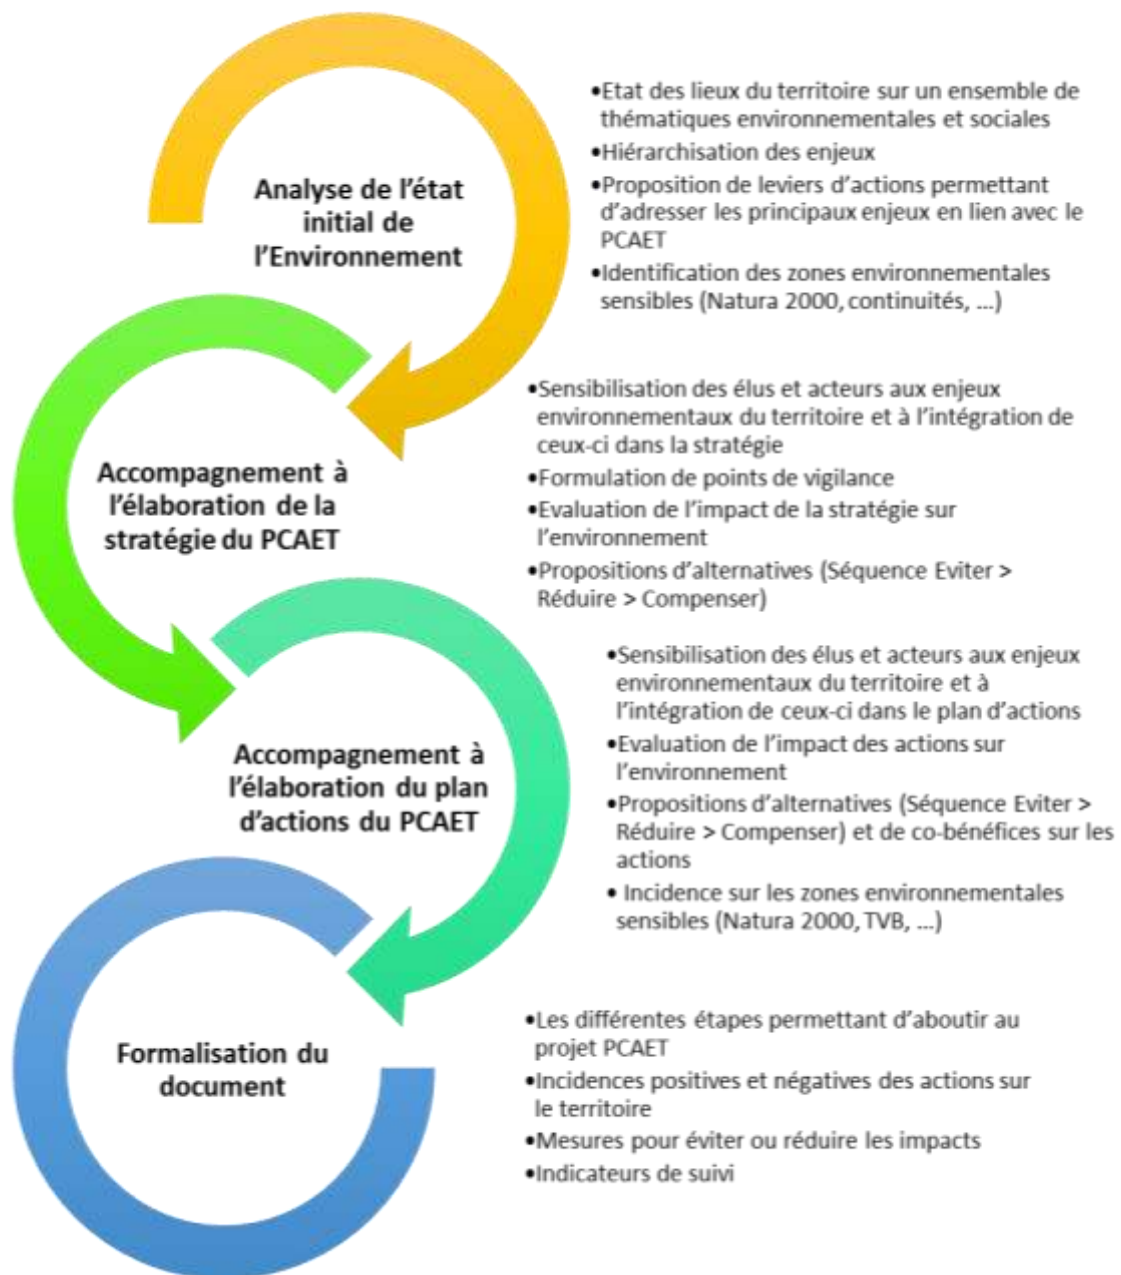 Analyse de l'état
initial de
l'Environnement
•Etat des lieux du territoire sur un ensemble de
thématiques environnementales et sociales
•Hiérarchisation des enjeux
•Proposition de leviers d'actions permettant
d'adresser les principaux enjeux en lien avec le
PCAET
•Identification des zones environnementales
sensibles (Natura 2000, continuités, ...)
Accompagnement à
l'élaboration de la
stratégie du PCAET
•Sensibilisation des élus et acteurs aux enjeux
environnementaux du territoire et à l'intégration de
ceux-ci dans la stratégie
•Formulation de points de vigilance
•Evaluation de l'impact de la stratégie sur
l'environnement
•Propositions d'alternatives (Séquence Eviter >
Réduire > Compenser)
Accompagnement à
l'élaboration du plan
d'actions du PCAET
•Sensibilisation des élus et acteurs aux enjeux
environnementaux du territoire et à
l'intégration de ceux-ci dans le plan d'actions
•Evaluation de l'impact des actions sur
l'environnement
•Propositions d'alternatives (Séquence Eviter >
Réduire > Compenser) et de co-bénéfices sur les
actions
• Incidence sur les zones environnementales
sensibles (Natura 2000, TVB, ...)
Formalisation du
document
•Les différentes étapes permettant d'aboutir au
projet PCAET
•Incidences positives et négatives des actions sur
le territoire
•Mesures pour éviter ou réduire les impacts
•Indicateurs de suivi